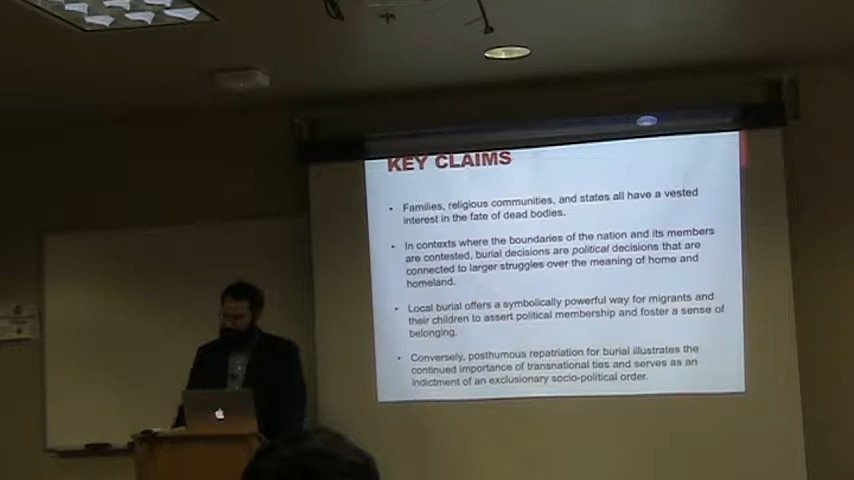 KEY CLAIMS
• Families, religious communities, and states all have a vested
interest in the fate of dead bodies.
• In contexts where the boundaries of the nation and its members
are contested, burial decisions are political decisions that are
connected to larger struggles over the meaning of home and
homeland.
• Local burial offers a symbolically powerful way for migrants and
their children to assert political membership and foster a sense of
belonging.
• Conversely, posthumous repatriation for burial illustrates the
continued importance of transnational ties and serves as an
indictment of an exclusionary socio-political order.